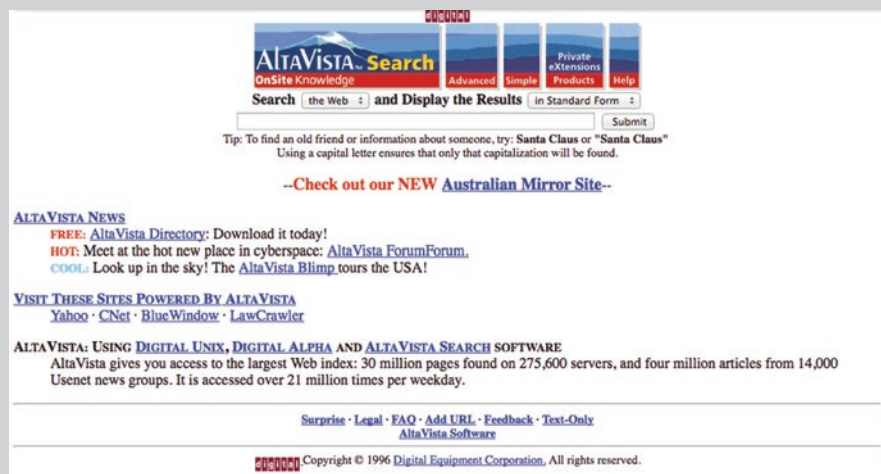 digital
ALTAVISTA™ Search
OnSite Knowledge
Advanced
Simple
Private eXtensions Products
Help
Search the Web and Display the Results in Standard Form
Submit
Tip: To find an old friend or information about someone, try: Santa Claus or "Santa Claus"
Using a capital letter ensures that only that capitalization will be found.
--Check out our NEW Australian Mirror Site--
ALTAVISTA NEWS
FREE: AltaVista Directory: Download it today!
HOT: Meet at the hot new place in cyberspace: AltaVista ForumForum.
COOL: Look up in the sky! The AltaVista Blimp tours the USA!
VISIT THESE SITES POWERED BY ALTAVISTA
Yahoo · CNet · BlueWindow · LawCrawler
ALTAVISTA: USING DIGITAL UNIX, DIGITAL ALPHA AND ALTAVISTA SEARCH SOFTWARE
AltaVista gives you access to the largest Web index: 30 million pages found on 275,600 servers, and four million articles from 14,000
Usenet news groups. It is accessed over 21 million times per weekday.
Surprise · Legal · FAQ · Add URL · Feedback · Text-Only
AltaVista Software
digital Copyright © 1996 Digital Equipment Corporation. All rights reserved.